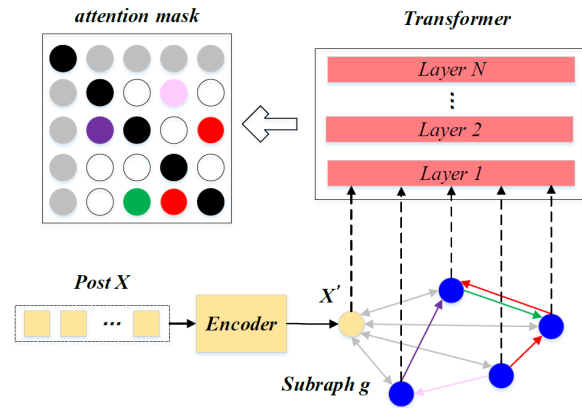 attention mask
Transformer
Layer N
⋮
Layer 2
Layer 1
Post X
...
Encoder
X'
Subraph g